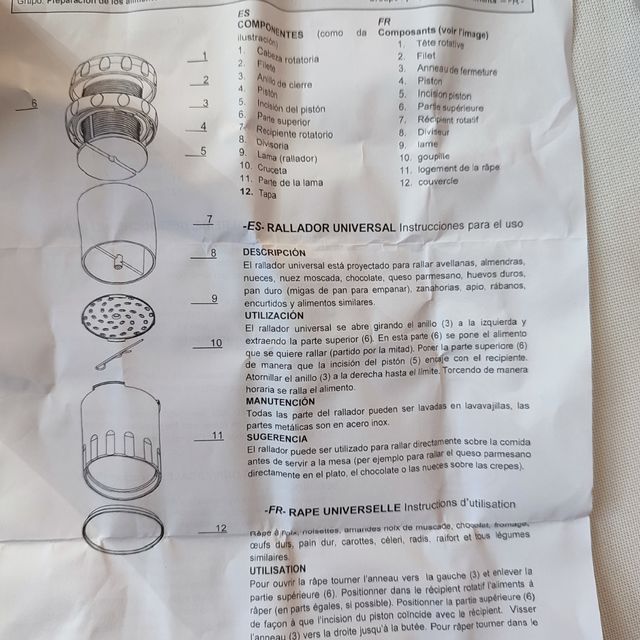 Grupo: Preparación de los
ES
COMPONENTES (como da
ilustración)
1. Cabeza rotatoria
2. Filete
3. Anillo de cierre
4. Pistón
5. Incisión del pistón
6. Parte superior
7. Recipiente rotatorio
8. Divisoria
9. Lama (rallador)
10. Cruceta
11. Parte de la lama
12. Tapa
FR
Composants (voir l'image)
1. Tête rotative
2. Filet
3. Anneau de fermeture
4. Piston
5. Incision piston
6. Partie supérieure
7. Récipient rotatif
8. Diviseur
9. lame
10. goupille
11. logement de la râpe
12. couvercle
1
2
3
4
5
6
7
8
9
10
11
12
-ES- RALLADOR UNIVERSAL Instrucciones para el uso
DESCRIPCIÓN
El rallador universal está proyectado para rallar avellanas, almendras,
nueces, nuez moscada, chocolate, queso parmesano, huevos duros,
pan duro (migas de pan para empanar), zanahorias, apio, rábanos,
encurtidos y alimentos similares.
UTILIZACIÓN
El rallador universal se abre girando el anillo (3) a la izquierda y
extraendo la parte superior (6). En esta parte (6) se pone el alimento
que se quiere rallar (partido por la mitad). Poner la parte superiore (6)
de manera que la incisión del pistón (5) encaje con el recipiente.
Atornillar el anillo (3) a la derecha hasta el límite. Torcendo de manera
horaria se ralla el alimento.
MANUTENCIÓN
Todas las parte del rallador pueden ser lavadas en lavavajillas, las
partes metálicas son en acero inox.
SUGERENCIA
El rallador puede ser utilizado para rallar directamente sobre la comida
antes de servir a la mesa (per ejemplo para rallar el queso parmesano
directamente en el plato, el chocolate o las nueces sobre las crepes).
-FR- RAPE UNIVERSELLE Instructions d'utilisation
Râpe à noix, noisettes, amandes noix de muscade, chocolat, fromage,
œufs duis, pain dur, carottes, céleri, radis, raifort et tous légumes
similaires.
UTILISATION
Pour ouvrir la râpe tourner l'anneau vers la gauche (3) et enlever la
partie supérieure (6). Positionner dans le récipient rotatif l'aliments à
râper (en parts égales, si possible). Positionner la partie supérieure (6)
de façon à que l'incision du piston coïncide avec le récipient. Visser
l'anneau (3) vers la droite jusqu'à la butée. Pour râper tourner dans le